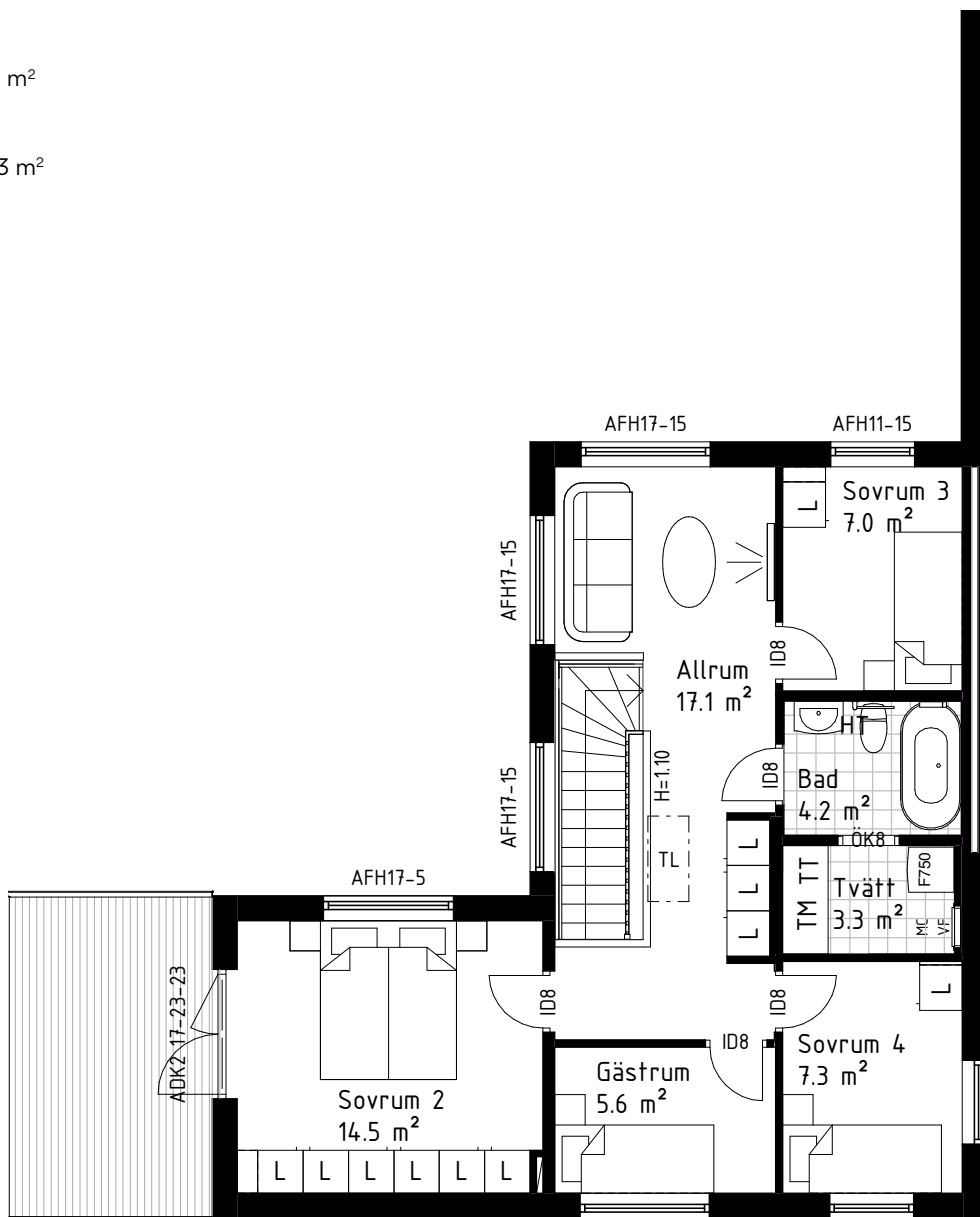 m²
3 m²
AFH17-15
AFH11-15
L
Sovrum 3
7.0 m²
AFH17-15
ID8
Allrum
17.1 m²
HT
Bad
4.2 m²
ID8
H=1.10
AFH17-15
TL
L
L
L
ÖK8
TM TT
Tvätt
3.3 m²
F750
AFH17-5
ADK2 17-23-23
ID8
ID8
ID8
L
Sovrum 4
7.3 m²
Gästrum
5.6 m²
Sovrum 2
14.5 m²
L L L L L L